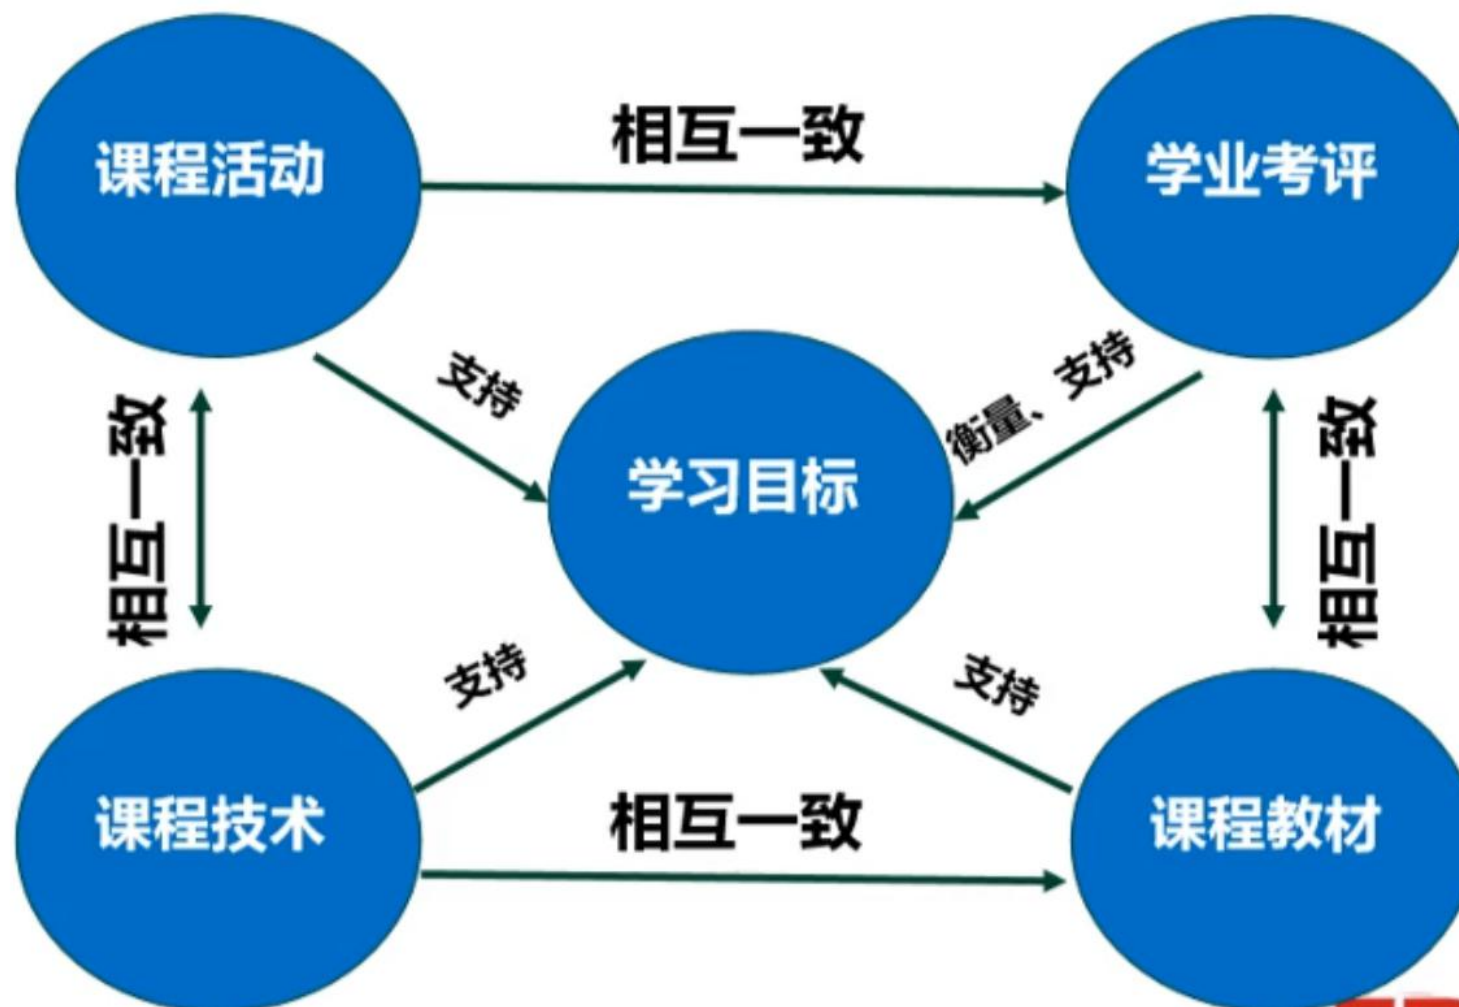 相互一致
课程活动
学业考评
支持
衡量、支持
相互一致
学习目标
相互一致
支持
支持
相互一致
课程技术
课程教材